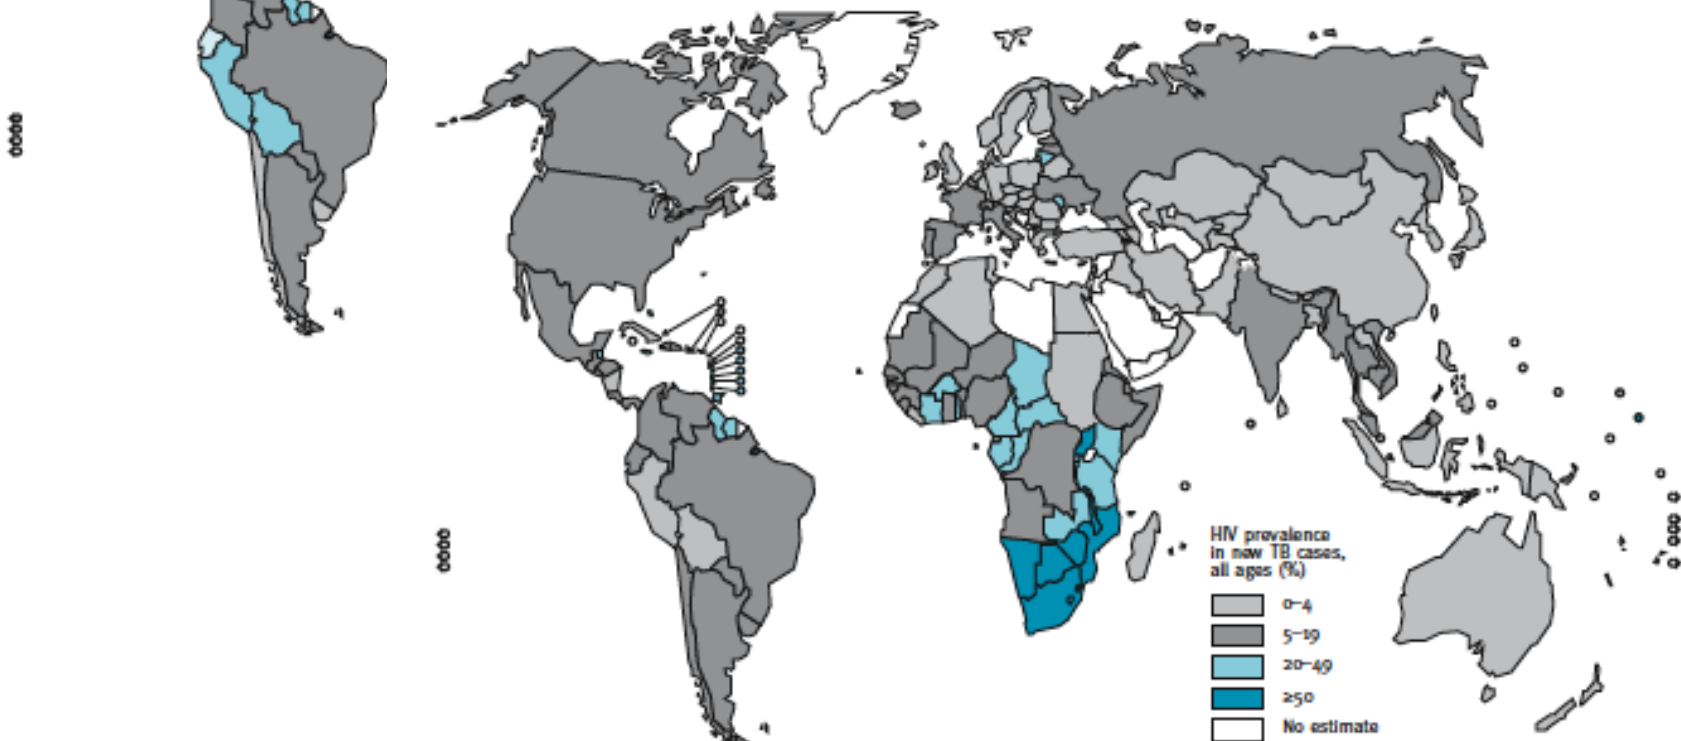 HIV prevalence
in new TB cases,
all ages (%)
0–4
5–19
20–49
≥50
No estimate